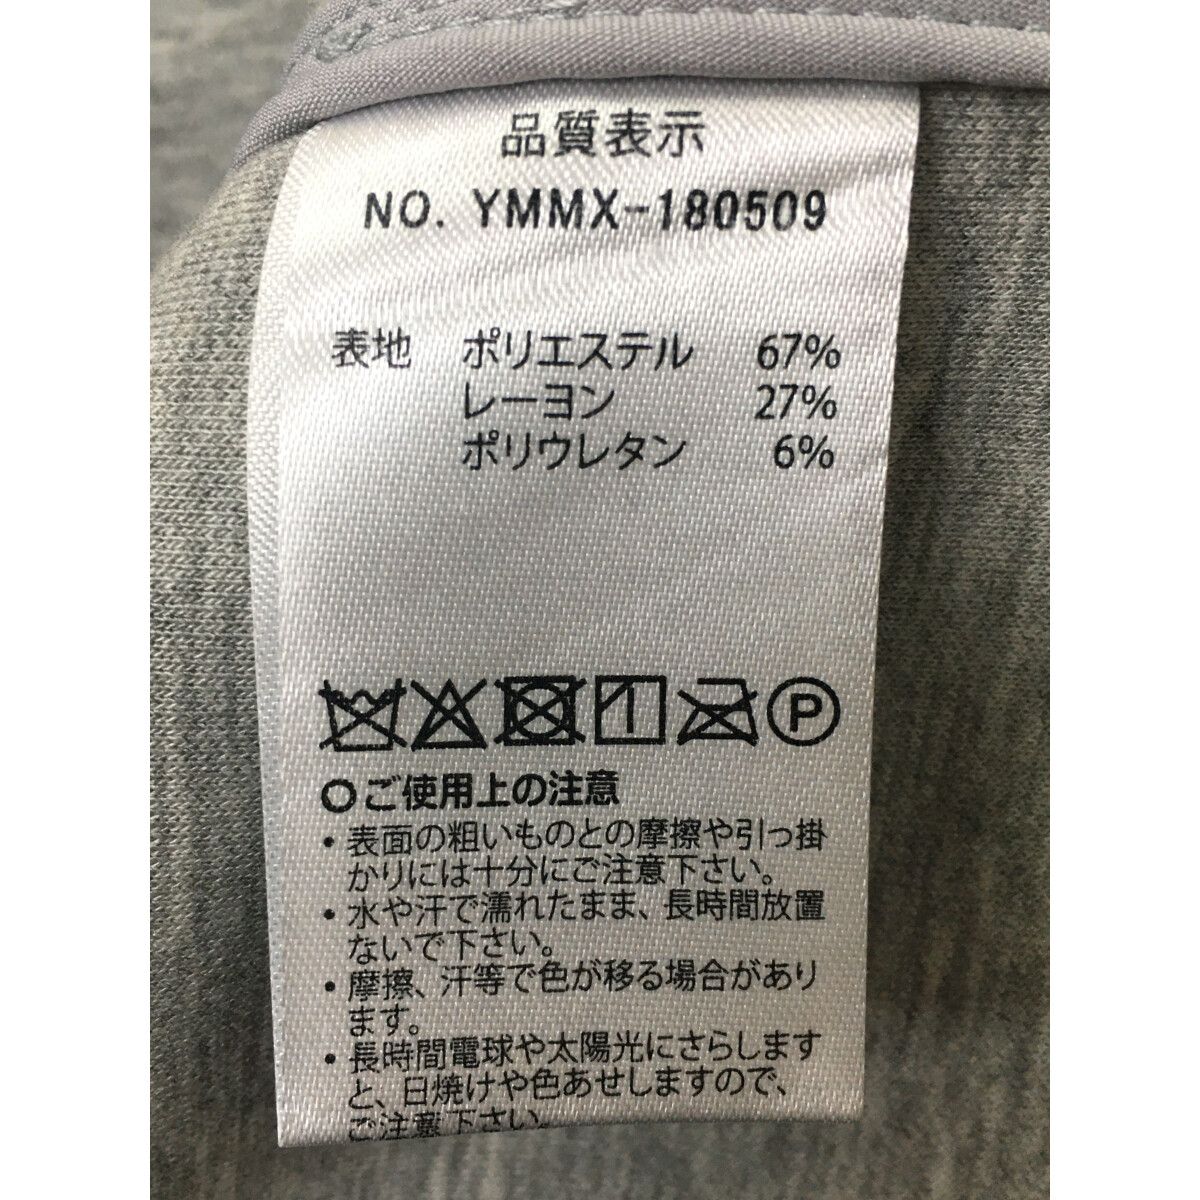 品質表示
NO. YMMX-180509
表地 ポリエステル 67%
レーヨン 27%
ポリウレタン 6%
P
○ご使用上の注意
・表面の粗いものとの摩擦や引っ掛
かりには十分にご注意下さい。
・水や汗で濡れたまま、長時間放置
ないで下さい。
・摩擦、汗等で色が移る場合があり
ます。
・長時間電球や太陽光にさらします
と、日焼けや色あせしますので、
ご注意下さい。